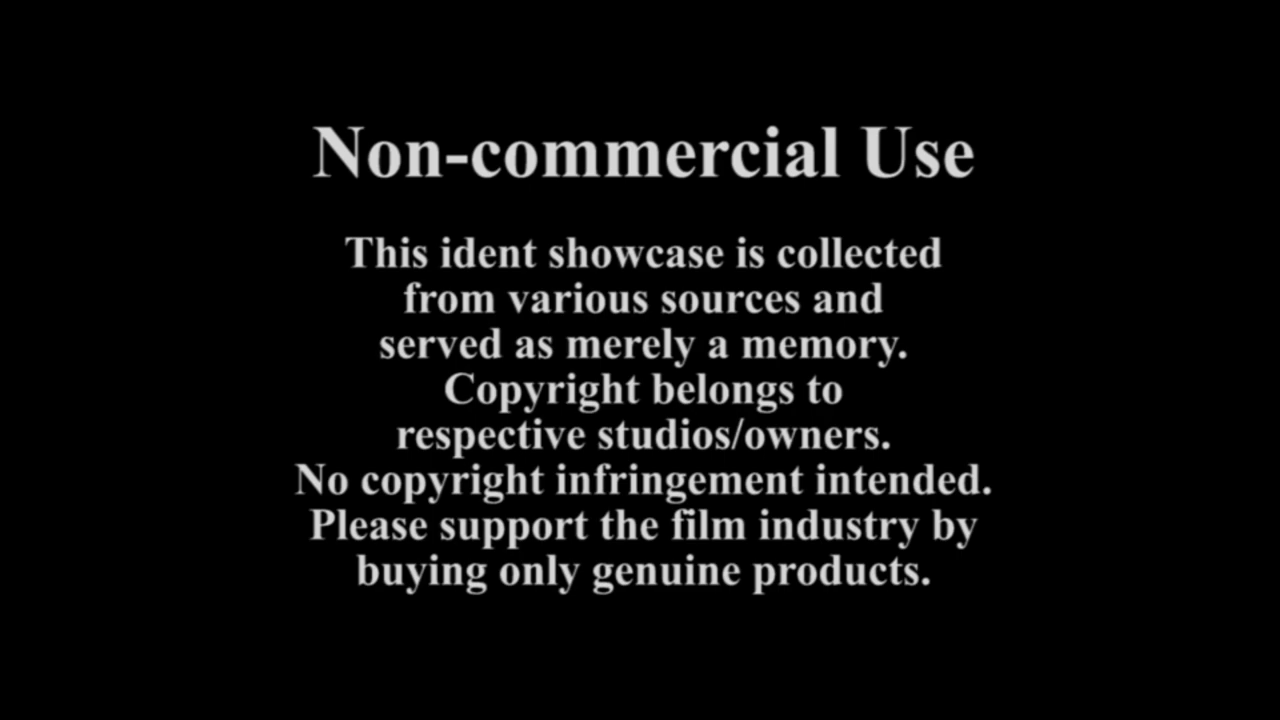 Non-commercial Use
This ident showcase is collected
from various sources and
served as merely a memory.
Copyright belongs to
respective studios/owners.
No copyright infringement intended.
Please support the film industry by
buying only genuine products.